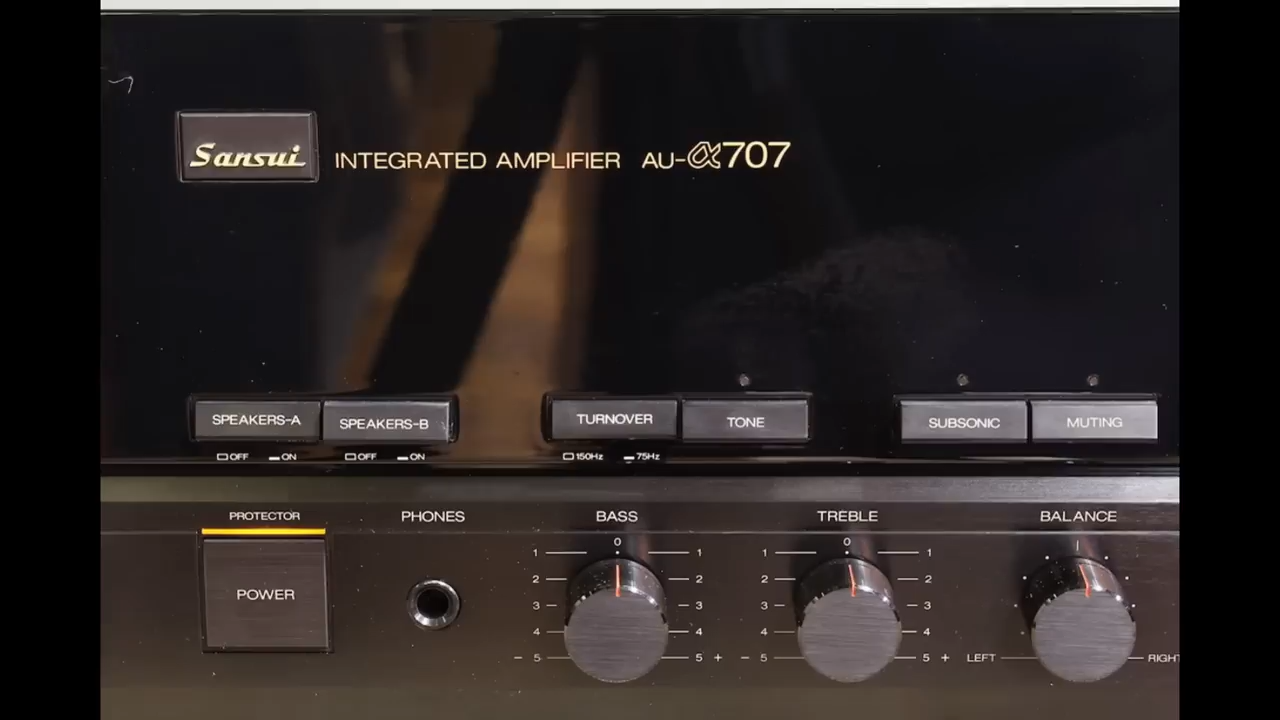 Sansui INTEGRATED AMPLIFIER AU-α707
SPEAKERS-A SPEAKERS-B TURNOVER TONE SUBSONIC MUTING
OFF ON OFF ON 150Hz 75Hz
PROTECTOR PHONES BASS TREBLE BALANCE
0 0
1 1 1 1
POWER 2 2 2 2
3 3 3 3
4 4 4 4
- 5 5 + - 5 5 + LEFT RIGHT